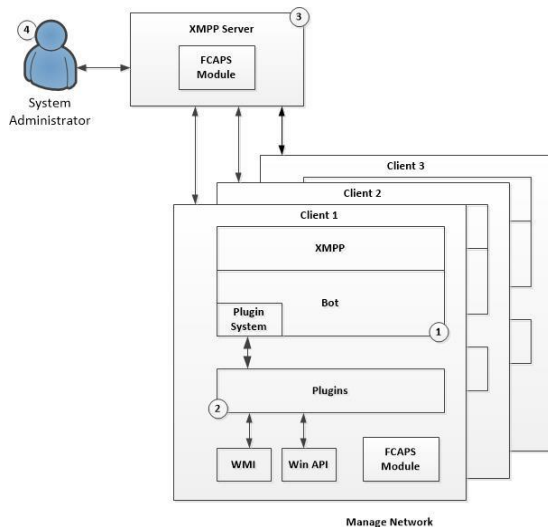 4
System
Administrator
XMPP Server
3
FCAPS
Module
Client 3
Client 2
Client 1
XMPP
Bot
Plugin
System
1
Plugins
2
WMI
Win API
FCAPS
Module
Manage Network